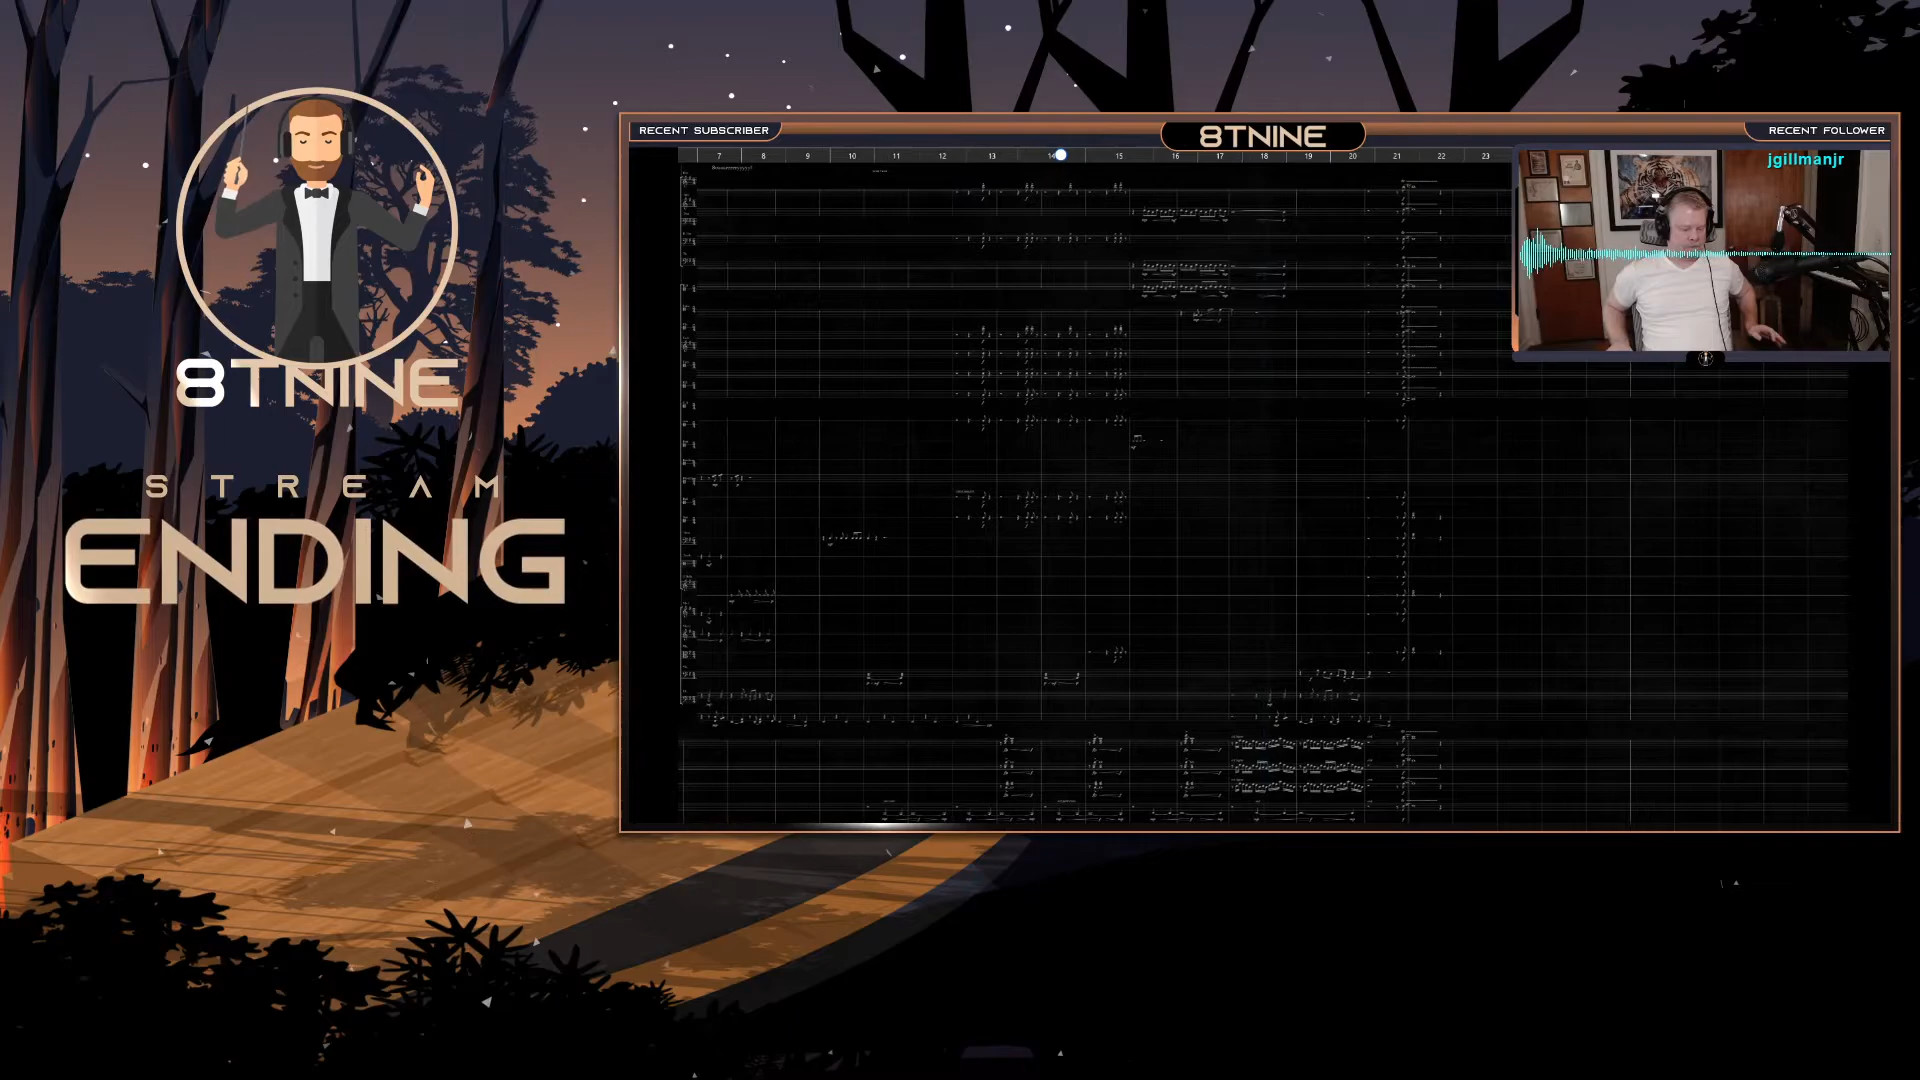 RECENT SUBSCRIBER
8TNINE
RECENT FOLLOWER
7 8 9 10 11 12 13 14 15 16 17 18 19 20 21 22 23
jgillmanjr
8TNINE
STREAM
ENDING